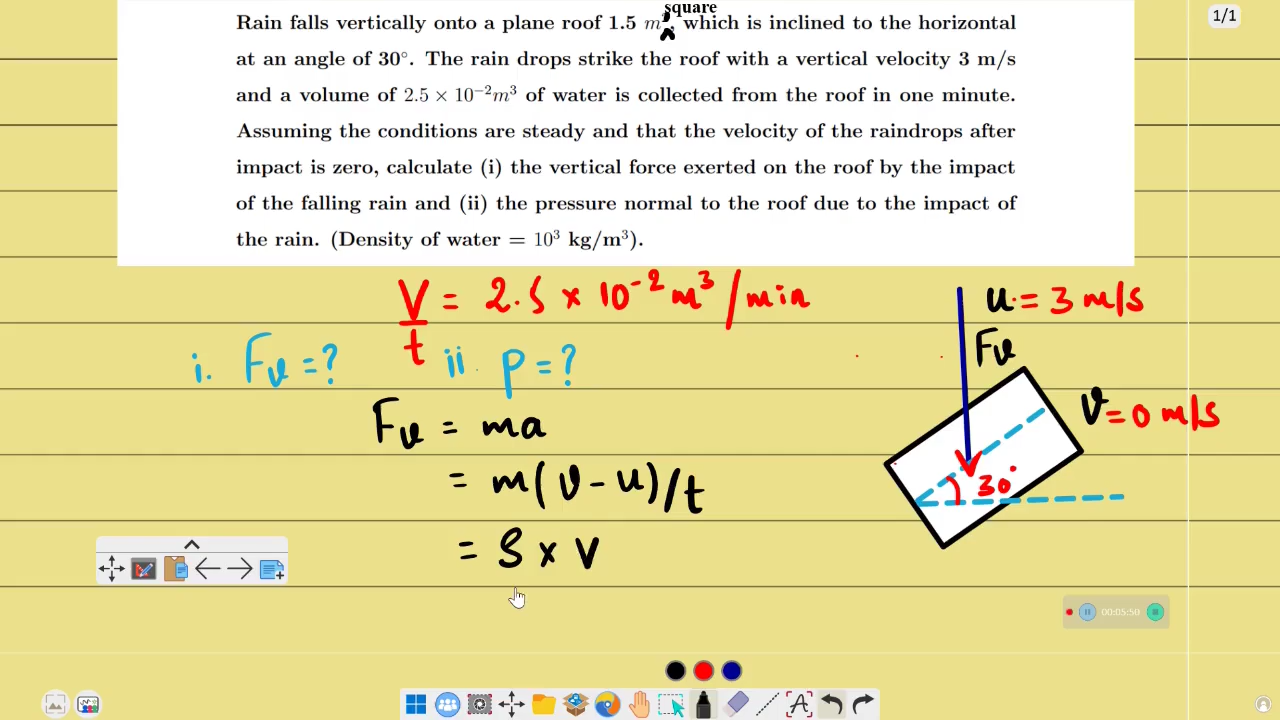 square
Rain falls vertically onto a plane roof 1.5 m², which is inclined to the horizontal
at an angle of 30°. The rain drops strike the roof with a vertical velocity 3 m/s
and a volume of 2.5 × 10⁻²m³ of water is collected from the roof in one minute.
Assuming the conditions are steady and that the velocity of the raindrops after
impact is zero, calculate (i) the vertical force exerted on the roof by the impact
of the falling rain and (ii) the pressure normal to the roof due to the impact of
the rain. (Density of water = 10³ kg/m³).
1/1
V/t = 2.5 × 10⁻² m³/min
u = 3 m/s
i. Fv = ?
ii. p = ?
Fv
v = 0 m/s
Fv = ma
= m(v - u)/t
30°
= ρ × V
00:05:50